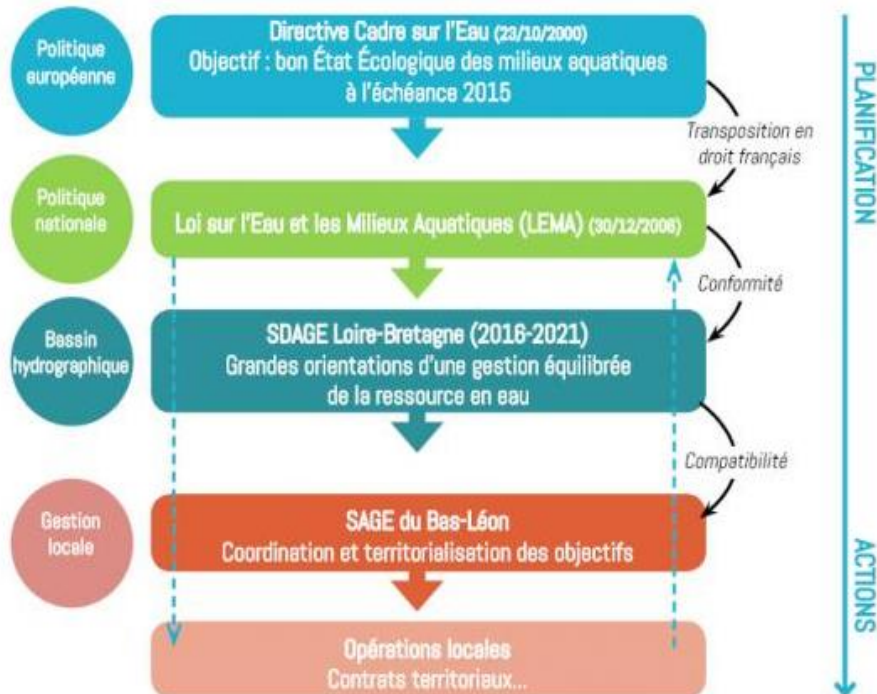 Politique
européenne
Directive Cadre sur l'Eau (23/10/2000)
Objectif : bon État Écologique des milieux aquatiques
à l'échéance 2015
Transposition en
droit français
PLANIFICATION
Politique
nationale
Loi sur l'Eau et les Milieux Aquatiques (LEMA) (30/12/2006)
Conformité
Bassin
hydrographique
SDAGE Loire-Bretagne (2016-2021)
Grandes orientations d'une gestion équilibrée
de la ressource en eau
Compatibilité
Gestion
locale
SAGE du Bas-Léon
Coordination et territorialisation des objectifs
ACTIONS
Opérations locales
Contrats territoriaux...